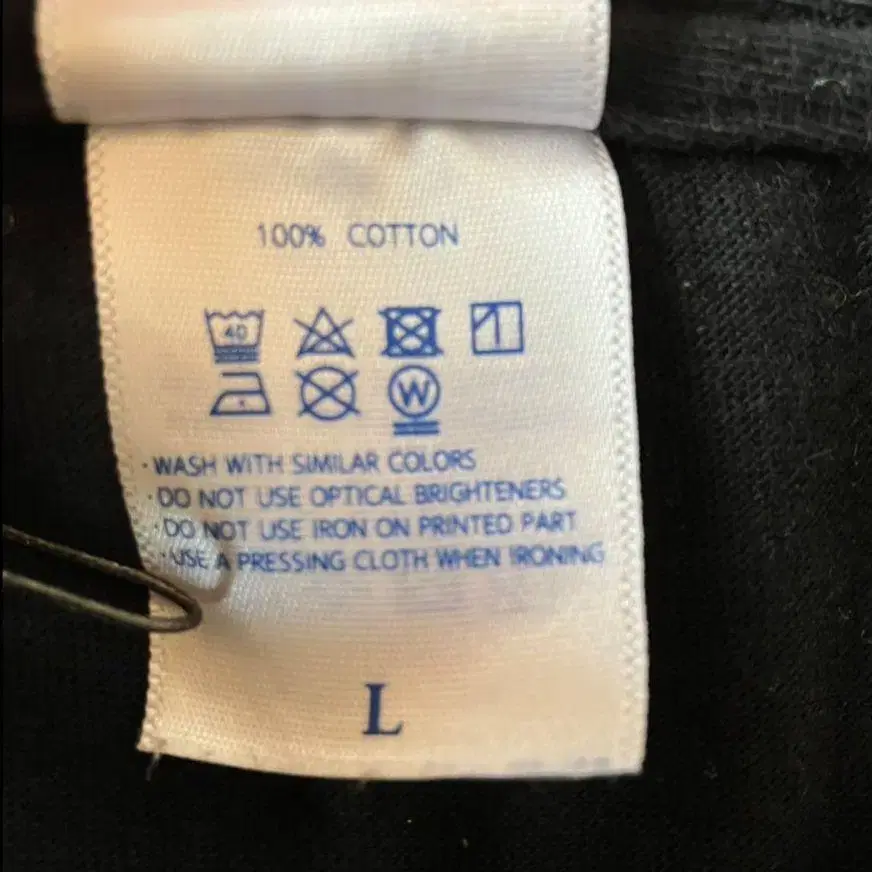 100% COTTON
40
W
·WASH WITH SIMILAR COLORS
·DO NOT USE OPTICAL BRIGHTENERS
·DO NOT USE IRON ON PRINTED PART
·USE A PRESSING CLOTH WHEN IRONING
L